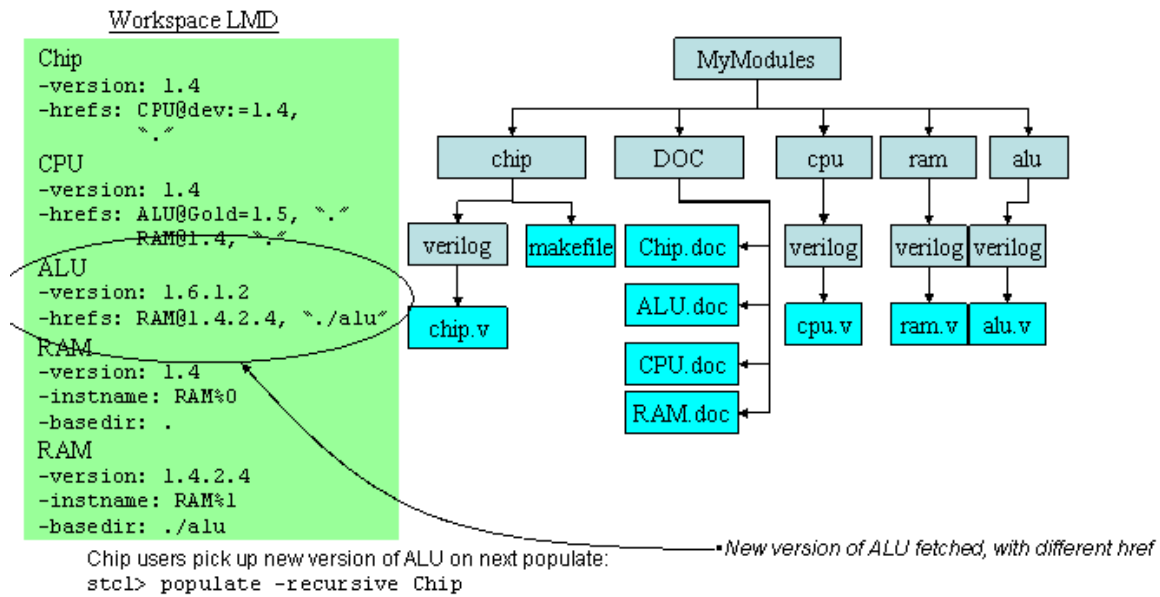 Workspace LMD
Chip
-version: 1.4
-hrefs: CPU@dev:=1.4,
"."
CPU
-version: 1.4
-hrefs: ALU@Gold=1.5, "."
RAM@1.4, "."
ALU
-version: 1.6.1.2
-hrefs: RAM@1.4.2.4, "./alu"
RAM
-version: 1.4
-instname: RAM%0
-basedir: .
RAM
-version: 1.4.2.4
-instname: RAM%1
-basedir: ./alu
MyModules
chip
DOC
cpu
ram
alu
verilog
makefile
Chip.doc
verilog
verilog
verilog
chip.v
ALU.doc
cpu.v
ram.v
alu.v
CPU.doc
RAM.doc
▪New version of ALU fetched, with different href
Chip users pick up new version of ALU on next populate:
stcl> populate -recursive Chip